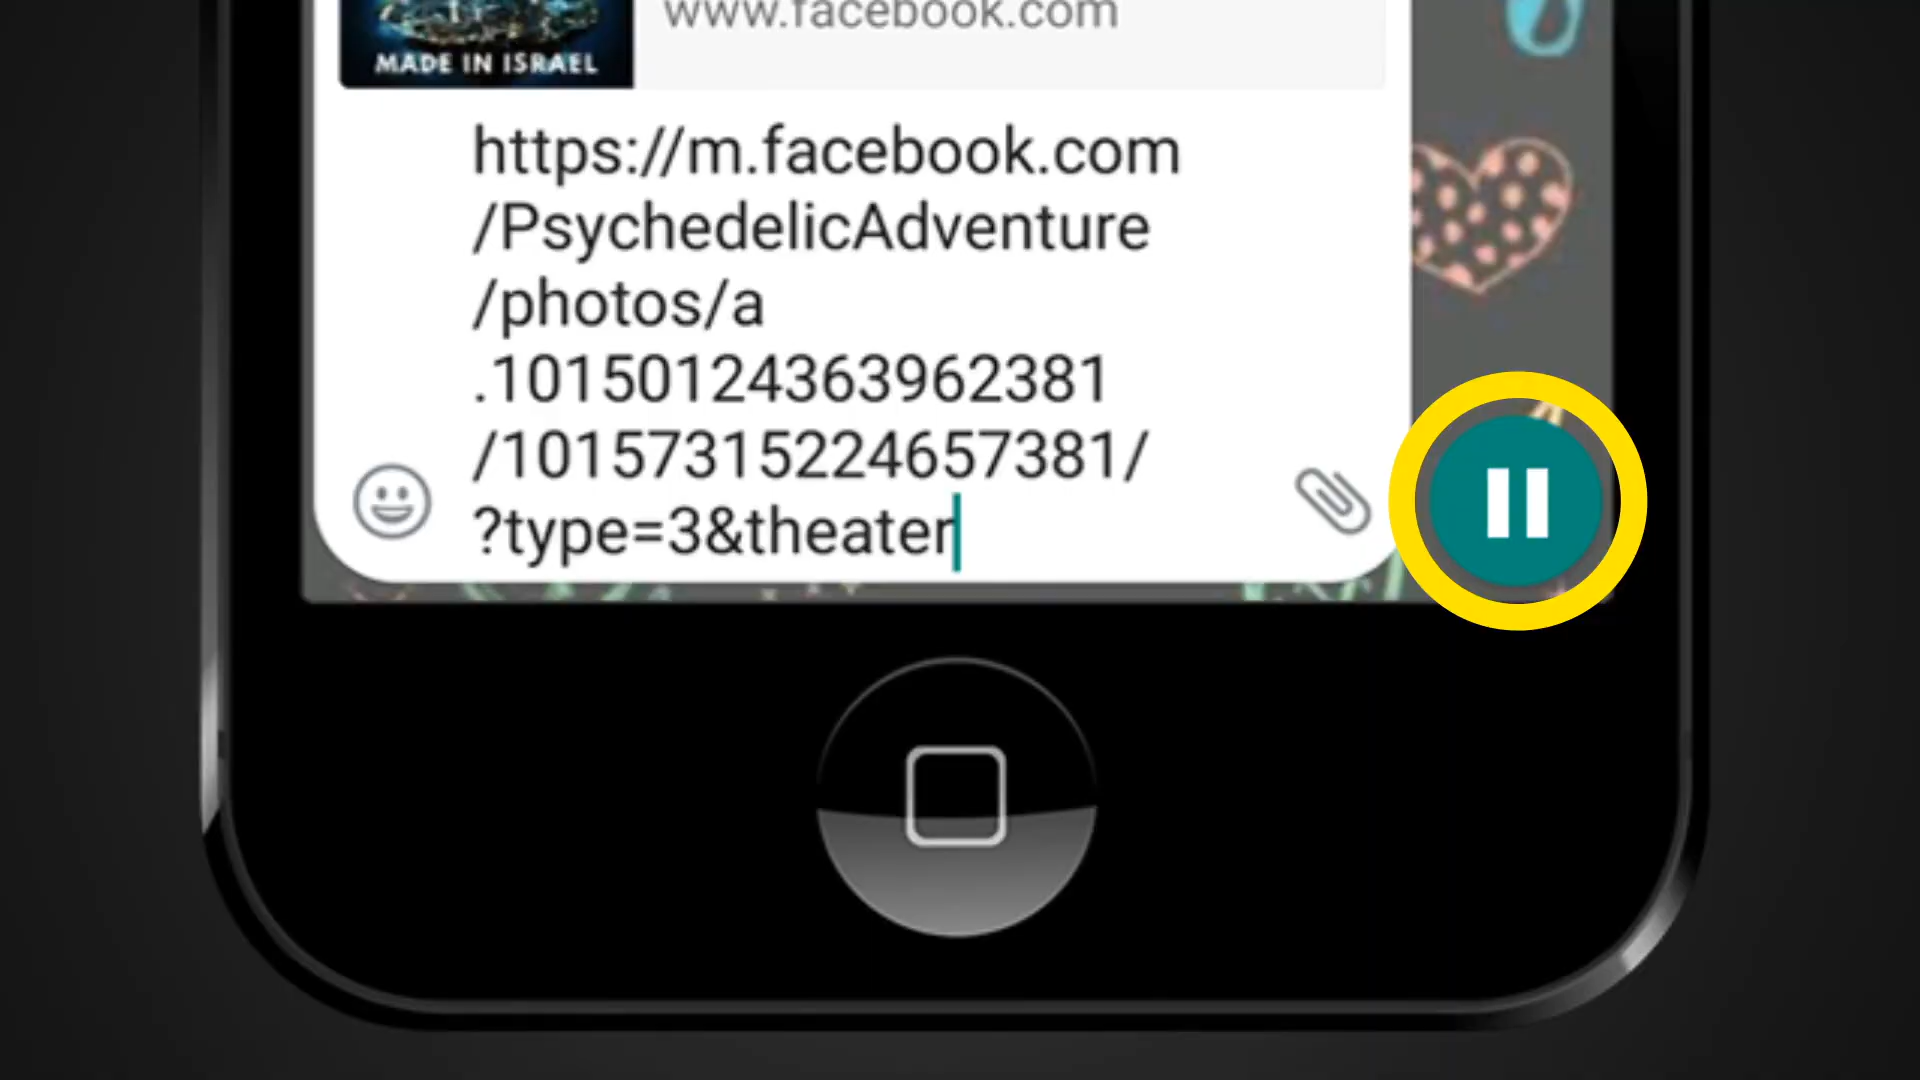 www.facebook.com
MADE IN ISRAEL
https://m.facebook.com
/PsychedelicAdventure
/photos/a
.10150124363962381
/10157315224657381/
?type=3&theater